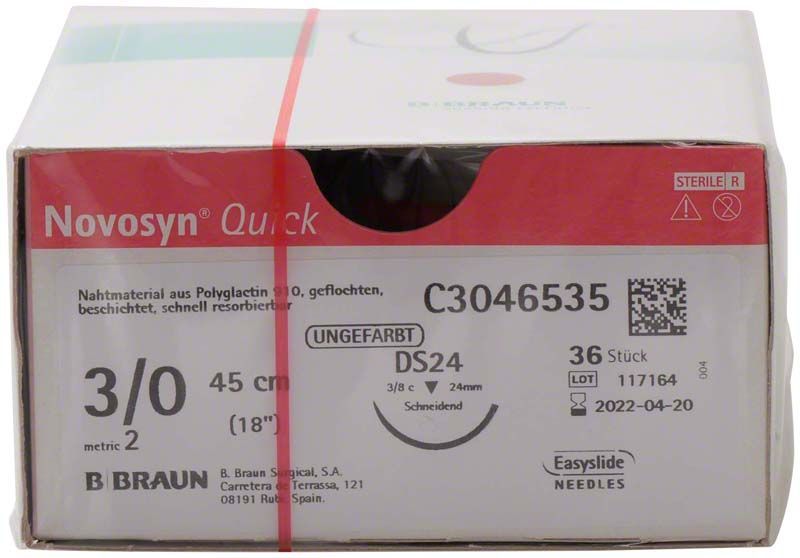 B|BRAUN
STERILE R
Novosyn® Quick
Nahtmaterial aus Polyglactin 910, geflochten,
beschichtet, schnell resorbierbar
C3046535
UNGEFARBT
3/0 45 cm
(18")
metric 2
DS24
3/8 c ▼ 24mm
Schneidend
36 Stück
LOT 117164
2022-04-20
004
B|BRAUN
B. Braun Surgical, S.A.
Carretera de Terrassa, 121
08191 Rubí, Spain.
Easyslide
NEEDLES